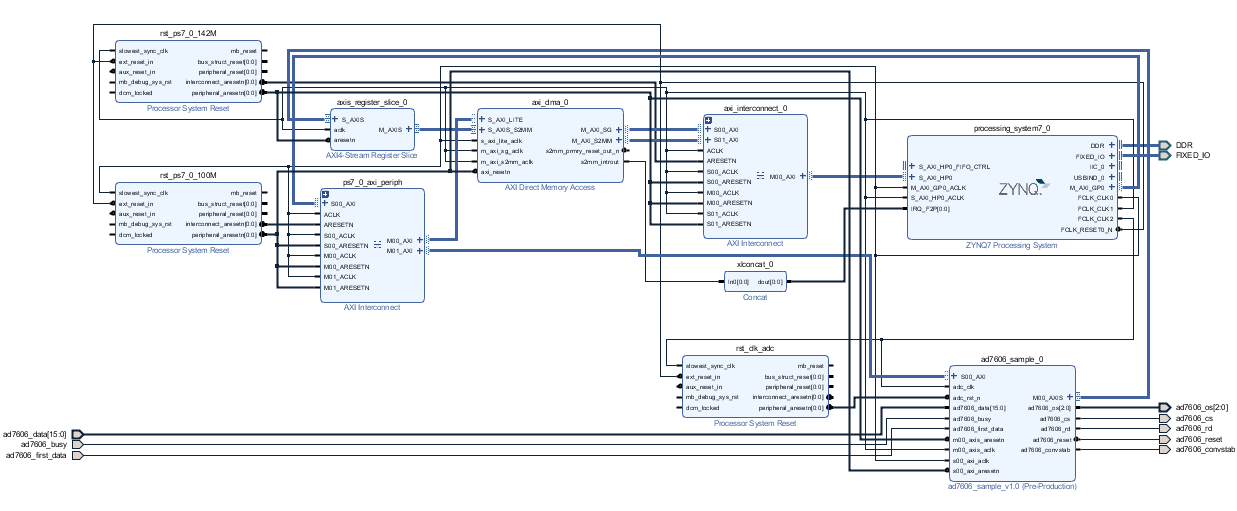 rst_ps7_0_142M
slowest_sync_clk
ext_reset_in
aux_reset_in
mb_debug_sys_rst
dcm_locked
mb_reset
bus_struct_reset[0:0]
peripheral_reset[0:0]
interconnect_aresetn[0:0]
peripheral_aresetn[0:0]
Processor System Reset
axis_register_slice_0
S_AXIS
aclk
aresetn
M_AXIS
AXI4-Stream Register Slice
axi_dma_0
S_AXI_LITE
S_AXIS_S2MM
s_axi_lite_aclk
m_axi_sg_aclk
m_axi_s2mm_aclk
axi_resetn
M_AXI_SG
M_AXI_S2MM
s2mm_prmry_reset_out_n
s2mm_introut
AXI Direct Memory Access
axi_interconnect_0
S00_AXI
S01_AXI
ACLK
ARESETN
S00_ACLK
S00_ARESETN
M00_ACLK
M00_ARESETN
S01_ACLK
S01_ARESETN
M00_AXI
AXI Interconnect
processing_system7_0
S_AXI_HP0_FIFO_CTRL
S_AXI_HP0
M_AXI_GP0_ACLK
S_AXI_HP0_ACLK
IRQ_F2P[0:0]
ZYNQ
DDR
FIXED_IO
IIC_0
USBIND_0
M_AXI_GP0
FCLK_CLK0
FCLK_CLK1
FCLK_CLK2
FCLK_RESET0_N
ZYNQ7 Processing System
DDR
FIXED_IO
rst_ps7_0_100M
slowest_sync_clk
ext_reset_in
aux_reset_in
mb_debug_sys_rst
dcm_locked
mb_reset
bus_struct_reset[0:0]
peripheral_reset[0:0]
interconnect_aresetn[0:0]
peripheral_aresetn[0:0]
Processor System Reset
ps7_0_axi_periph
S00_AXI
ACLK
ARESETN
S00_ACLK
S00_ARESETN
M00_ACLK
M00_ARESETN
M01_ACLK
M01_ARESETN
M00_AXI
M01_AXI
AXI Interconnect
xlconcat_0
In0[0:0]
dout[0:0]
Concat
rst_clk_adc
slowest_sync_clk
ext_reset_in
aux_reset_in
mb_debug_sys_rst
dcm_locked
mb_reset
bus_struct_reset[0:0]
peripheral_reset[0:0]
interconnect_aresetn[0:0]
peripheral_aresetn[0:0]
Processor System Reset
ad7606_sample_0
S00_AXI
adc_clk
adc_rst_n
ad7606_data[15:0]
ad7606_busy
ad7606_first_data
m00_axis_aresetn
m00_axis_aclk
s00_axi_aclk
s00_axi_aresetn
M00_AXIS
ad7606_os[2:0]
ad7606_cs
ad7606_rd
ad7606_reset
ad7606_convstab
ad7606_sample_v1.0 (Pre-Production)
ad7606_data[15:0]
ad7606_busy
ad7606_first_data
ad7606_os[2:0]
ad7606_cs
ad7606_rd
ad7606_reset
ad7606_convstab